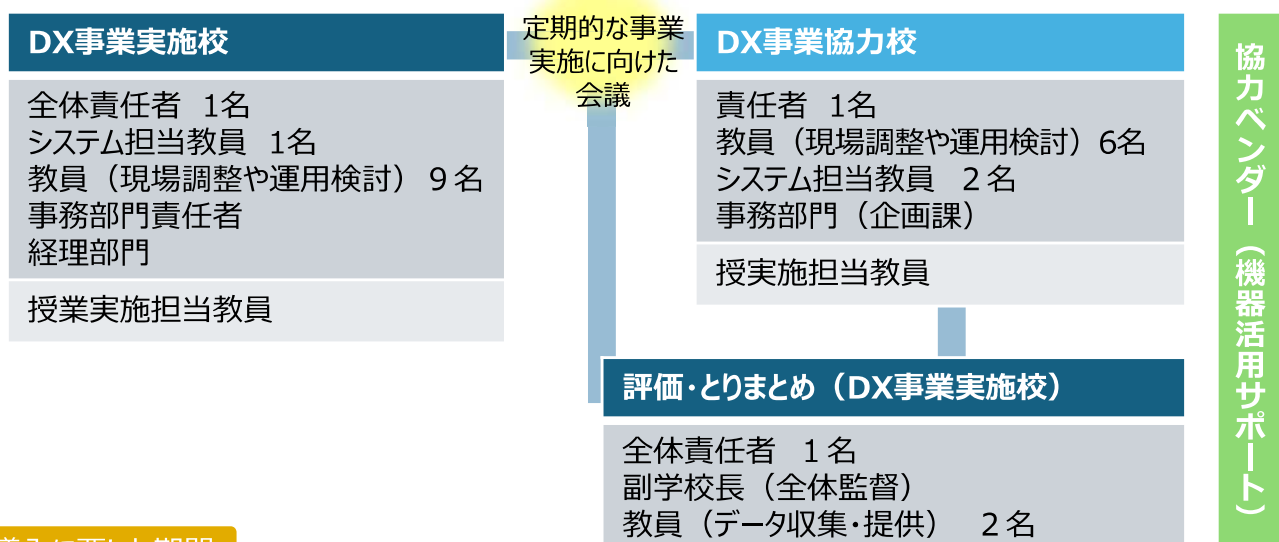 DX事業実施校
全体責任者 1名
システム担当教員 1名
教員（現場調整や運用検討）９名
事務部門責任者
経理部門
授業実施担当教員
定期的な事業
実施に向けた
会議
DX事業協力校
責任者 1名
教員（現場調整や運用検討）6名
システム担当教員 ２名
事務部門（企画課）
授実施担当教員
評価･とりまとめ（DX事業実施校）
全体責任者 １名
副学校長（全体監督）
教員（データ収集･提供） ２名
協力ベンダー（機器活用サポート）